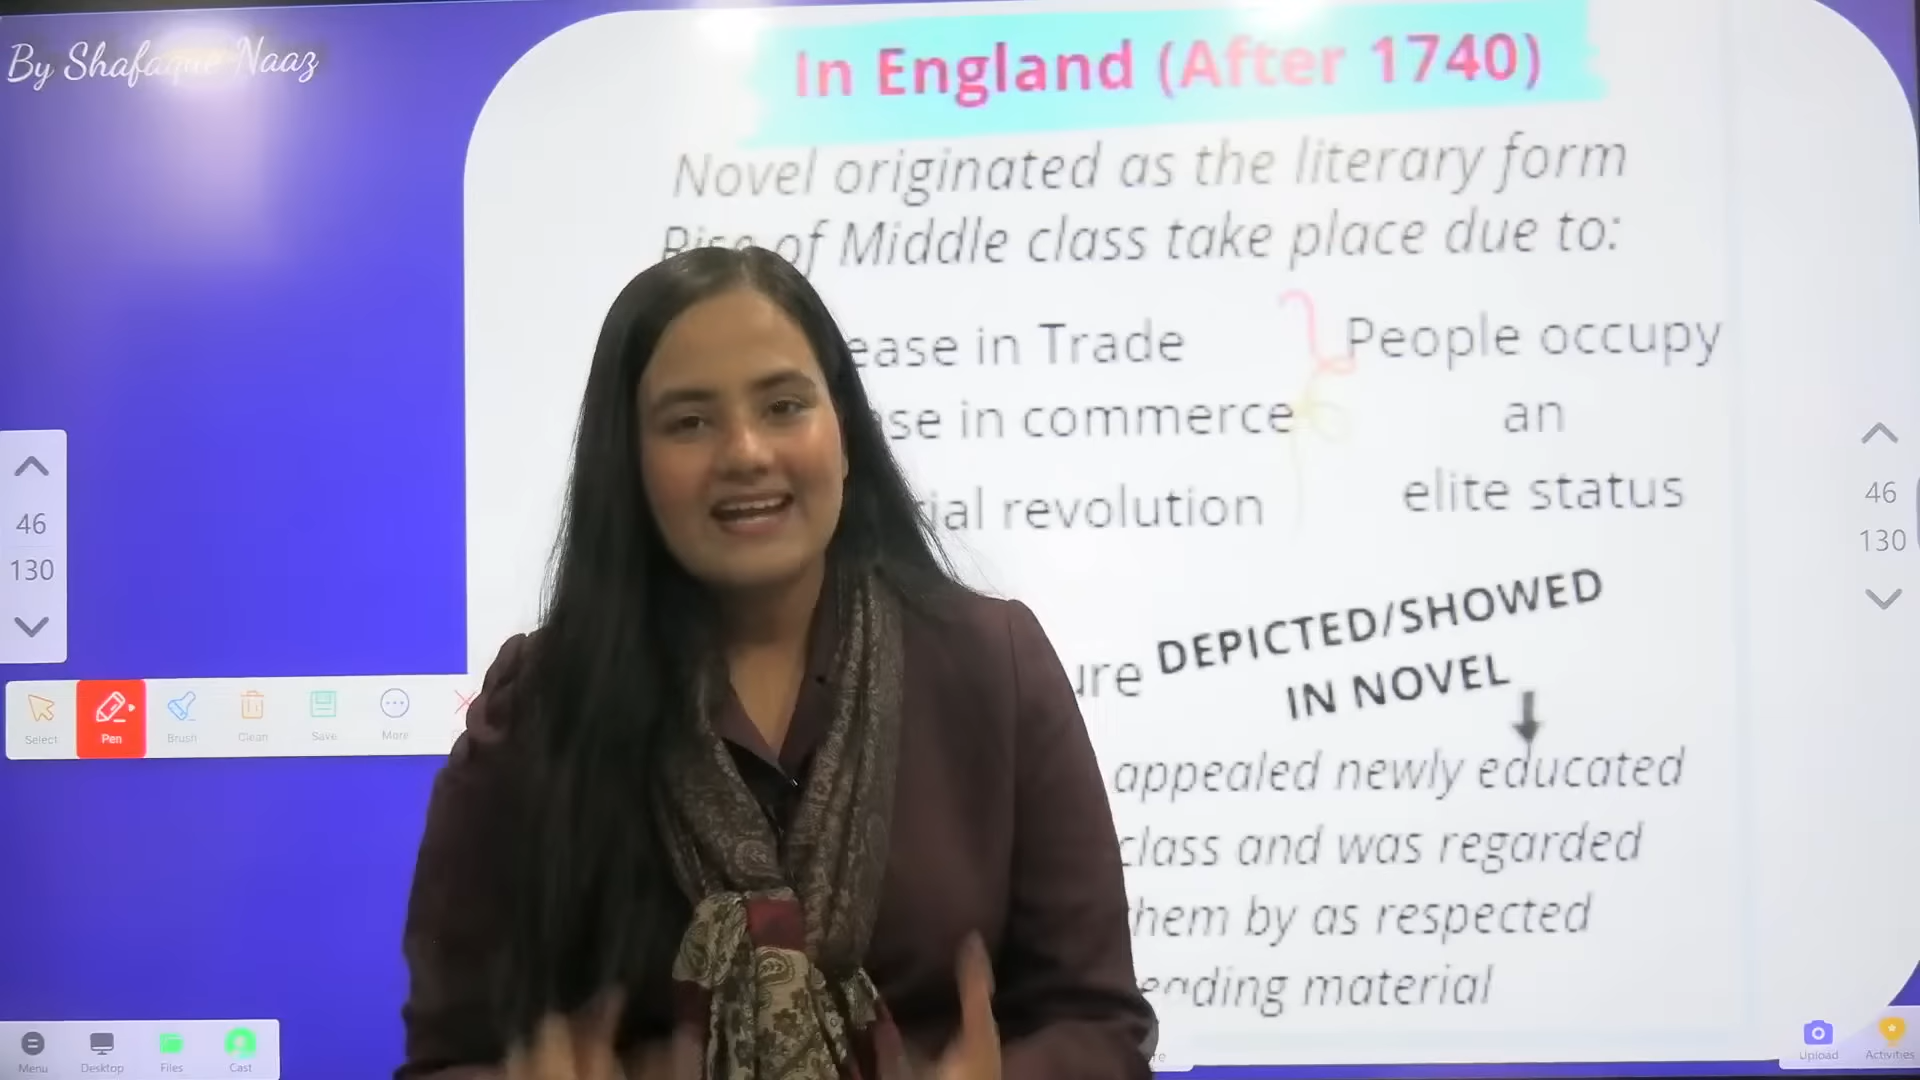 By Shafaque Naaz
In England (After 1740)
Novel originated as the literary form
Rise of Middle class take place due to:
ease in Trade
People occupy
se in commerce
an
ial revolution
elite status
ure DEPICTED/SHOWED
IN NOVEL
appealed newly educated
class and was regarded
hem by as respected
eading material
46
130
46
130
Select
Pen
Brush
Clean
Save
More
Menu
Desktop
Files
Cast
Upload
Activities